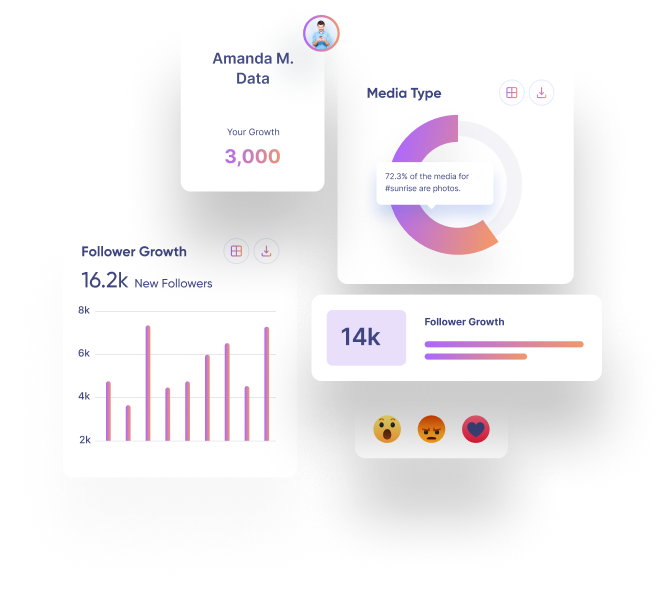 Amanda M.
Data
Your Growth
3,000
Media Type
72.3% of the media for
#sunrise are photos.
Follower Growth
16.2k New Followers
8k
6k
4k
2k
14k
Follower Growth